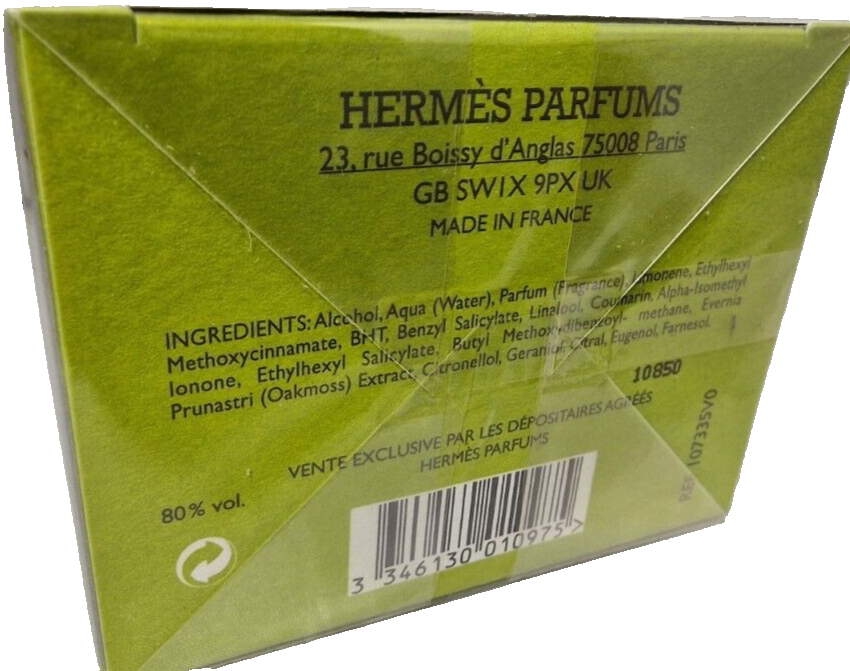 HERMÈS PARFUMS
23, rue Boissy d'Anglas 75008 Paris
GB SW1X 9PX UK
MADE IN FRANCE
INGREDIENTS: Alcohol, Aqua (Water), Parfum (Fragrance), Limonene, Ethylhexyl
Methoxycinnamate, BHT, Benzyl Salicylate, Linalool, Coumarin, Alpha-Isomethyl
Ionone, Ethylhexyl Salicylate, Butyl Methoxydibenzoyl- methane, Evernia
Prunastri (Oakmoss) Extract, Citronellol, Geraniol, Citral, Eugenol, Farnesol.
10850
VENTE EXCLUSIVE PAR LES DÉPOSITAIRES AGRÉÉS
HERMÈS PARFUMS
80% vol.
REF 107335V0
3 346130 010975 >